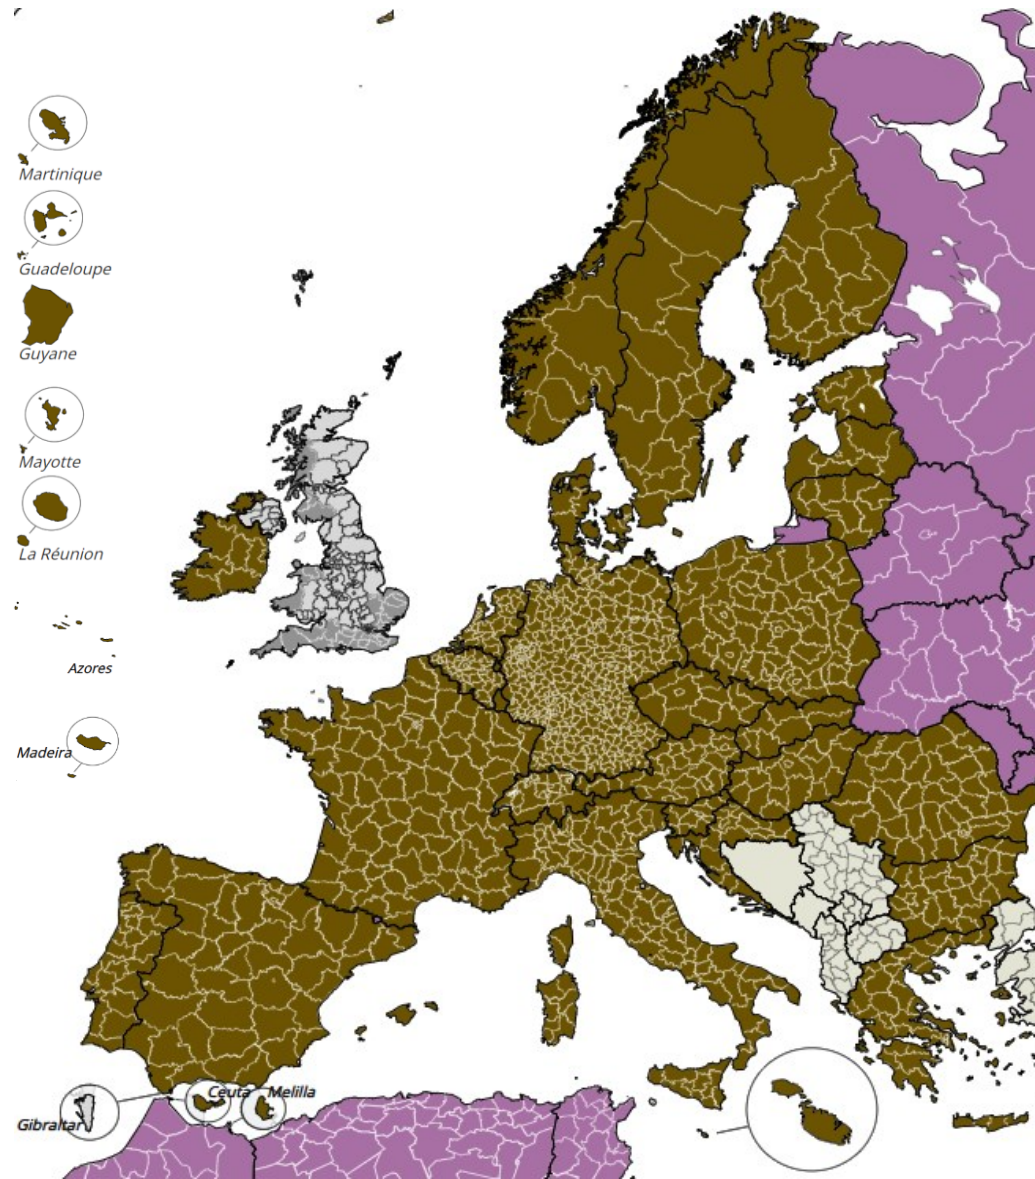 Martinique
Guadeloupe
Guyane
Mayotte
La Réunion
Azores
Madeira
Ceuta
Melilla
Gibraltar